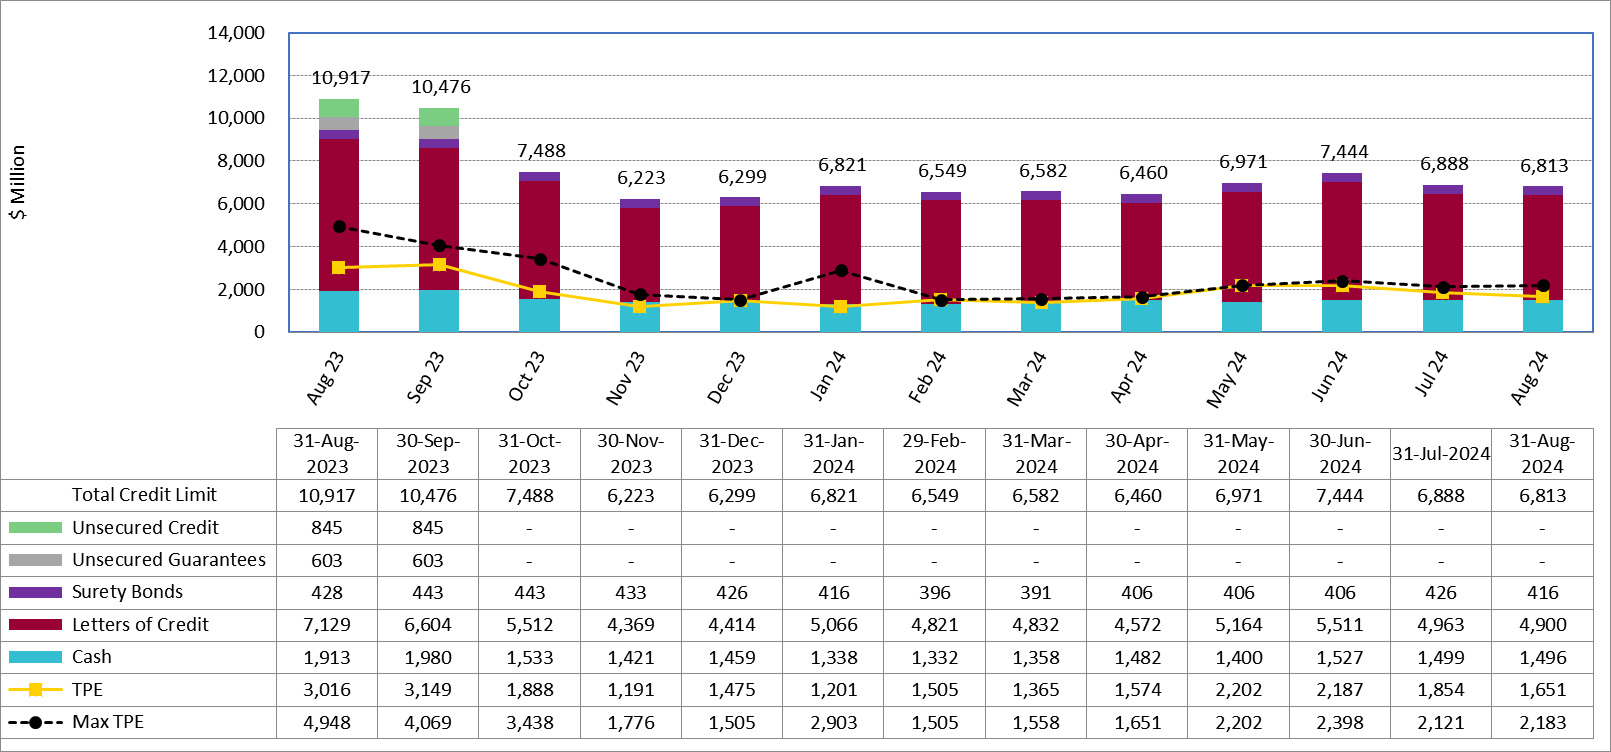 14,000
12,000
10,000
8,000
6,000
4,000
2,000
0
$ Million
10,917
10,476
7,488
6,223
6,299
6,821
6,549
6,582
6,460
6,971
7,444
6,888
6,813
Aug 23
Sep 23
Oct 23
Nov 23
Dec 23
Jan 24
Feb 24
Mar 24
Apr 24
May 24
Jun 24
Jul 24
Aug 24
31-Aug- 30-Sep- 31-Oct- 30-Nov- 31-Dec- 31-Jan- 29-Feb- 31-Mar- 30-Apr- 31-May- 30-Jun- 31-Jul-2024 31-Aug-
2023 2023 2023 2023 2023 2024 2024 2024 2024 2024 2024 2024
Total Credit Limit 10,917 10,476 7,488 6,223 6,299 6,821 6,549 6,582 6,460 6,971 7,444 6,888 6,813
Unsecured Credit 845 845 - - - - - - - - - - -
Unsecured Guarantees 603 603 - - - - - - - - - - -
Surety Bonds 428 443 443 433 426 416 396 391 406 406 406 426 416
Letters of Credit 7,129 6,604 5,512 4,369 4,414 5,066 4,821 4,832 4,572 5,164 5,511 4,963 4,900
Cash 1,913 1,980 1,533 1,421 1,459 1,338 1,332 1,358 1,482 1,400 1,527 1,499 1,496
TPE 3,016 3,149 1,888 1,191 1,475 1,201 1,505 1,365 1,574 2,202 2,187 1,854 1,651
Max TPE 4,948 4,069 3,438 1,776 1,505 2,903 1,505 1,558 1,651 2,202 2,398 2,121 2,183